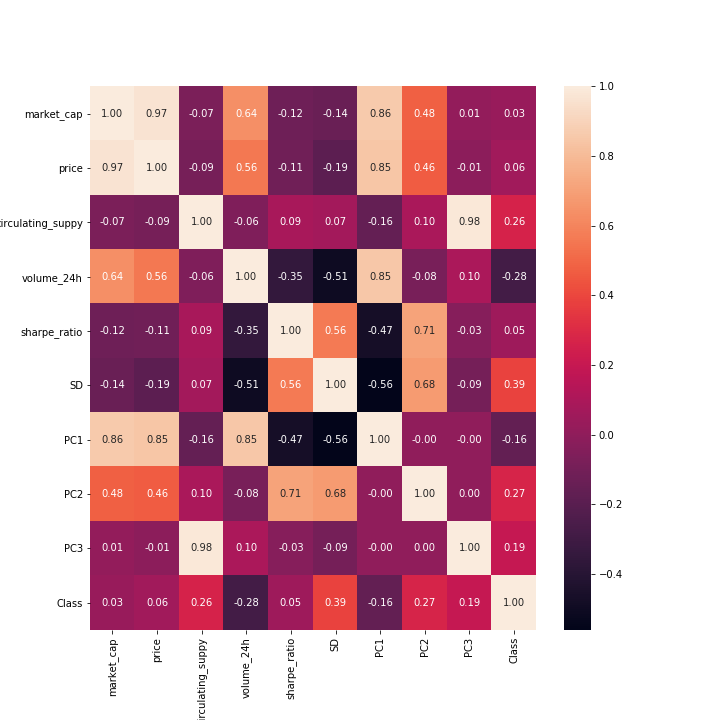 market_cap 1.00 0.97 -0.07 0.64 -0.12 -0.14 0.86 0.48 0.01 0.03
price 0.97 1.00 -0.09 0.56 -0.11 -0.19 0.85 0.46 -0.01 0.06
circulating_suppy -0.07 -0.09 1.00 -0.06 0.09 0.07 -0.16 0.10 0.98 0.26
volume_24h 0.64 0.56 -0.06 1.00 -0.35 -0.51 0.85 -0.08 0.10 -0.28
sharpe_ratio -0.12 -0.11 0.09 -0.35 1.00 0.56 -0.47 0.71 -0.03 0.05
SD -0.14 -0.19 0.07 -0.51 0.56 1.00 -0.56 0.68 -0.09 0.39
PC1 0.86 0.85 -0.16 0.85 -0.47 -0.56 1.00 -0.00 -0.00 -0.16
PC2 0.48 0.46 0.10 -0.08 0.71 0.68 -0.00 1.00 0.00 0.27
PC3 0.01 -0.01 0.98 0.10 -0.03 -0.09 -0.00 0.00 1.00 0.19
Class 0.03 0.06 0.26 -0.28 0.05 0.39 -0.16 0.27 0.19 1.00
market_cap
price
circulating_suppy
volume_24h
sharpe_ratio
SD
PC1
PC2
PC3
Class
1.0
0.8
0.6
0.4
0.2
0.0
−0.2
−0.4